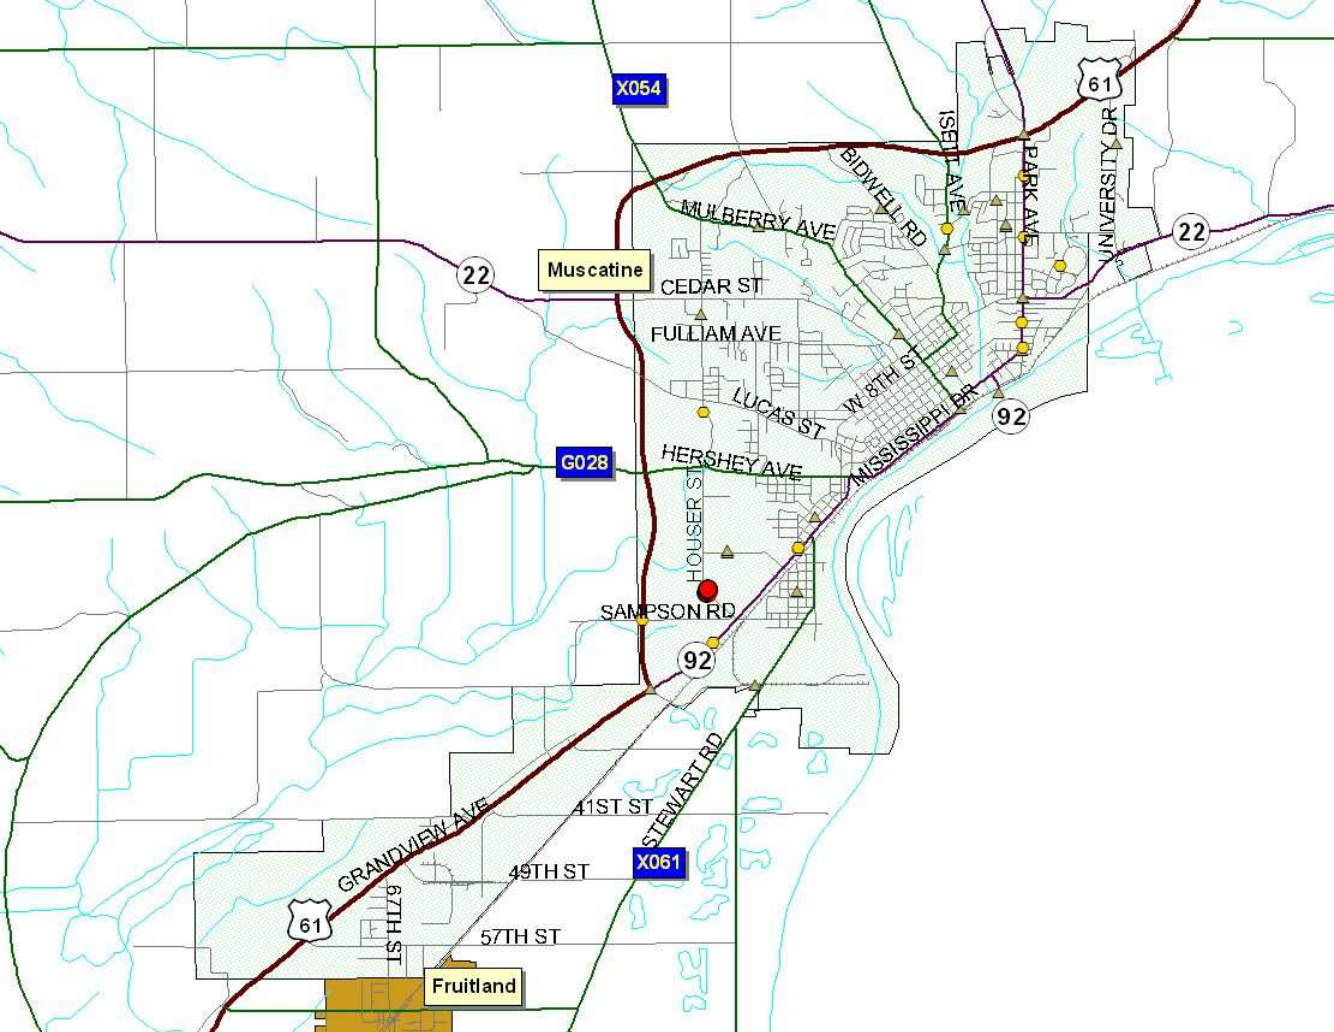 61
X054
ISETT AVE
PARK AVE
UNIVERSITY DR
BIDWELL RD
MULBERRY AVE
22
22
Muscatine
CEDAR ST
FULLIAM AVE
W 8TH ST
LUCAS ST
MISSISSIPPI DR
92
HERSHEY AVE
G028
HOUSER ST
SAMPSON RD
92
STEWART RD
41ST ST
GRANDVIEW AVE
X061
49TH ST
67TH ST
61
57TH ST
Fruitland